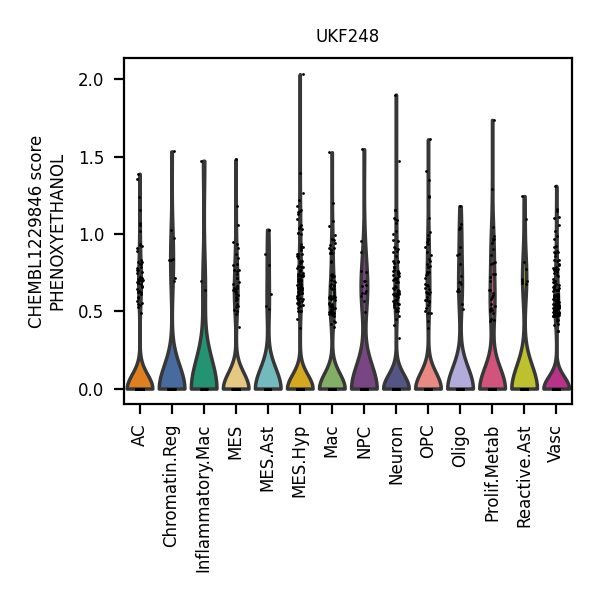 UKF248
CHEMBL1229846 score
PHENOXYETHANOL
2.0
1.5
1.0
0.5
0.0
AC
Chromatin.Reg
Inflammatory.Mac
MES
MES.Ast
MES.Hyp
Mac
NPC
Neuron
OPC
Oligo
Prolif.Metab
Reactive.Ast
Vasc